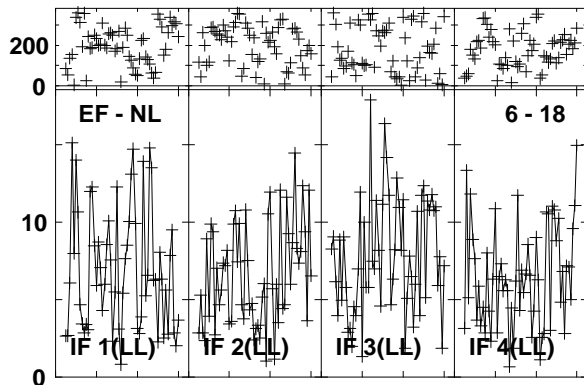 200
0
EF - NL
6 - 18
10
IF 1(LL)
IF 2(LL)
IF 3(LL)
IF 4(LL)
0